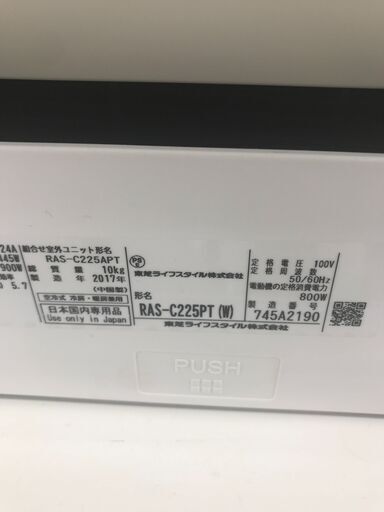 24A
445W
900W
5.7
組合せ室外ユニット形名
RAS-C225APT
総質量 10kg
製造年 2017年
(中国製)
空冷式 冷房・暖房兼用
日本国内専用品
Use only in Japan
PS
E
東芝ライフスタイル株式会社
形名
RAS-C225PT(W)
東芝ライフスタイル株式会社
定格電圧 100V
定格周波数
50/60Hz
電動機の定格消費電力
800W
製造番号
745A2190
PUSH